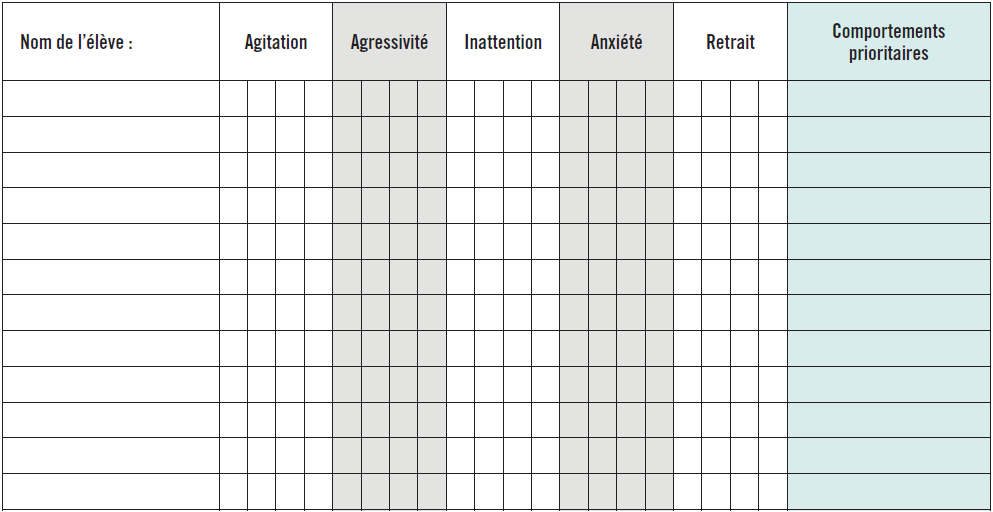 Nom de l’élève :
Agitation
Agressivité
Inattention
Anxiété
Retrait
Comportements
prioritaires